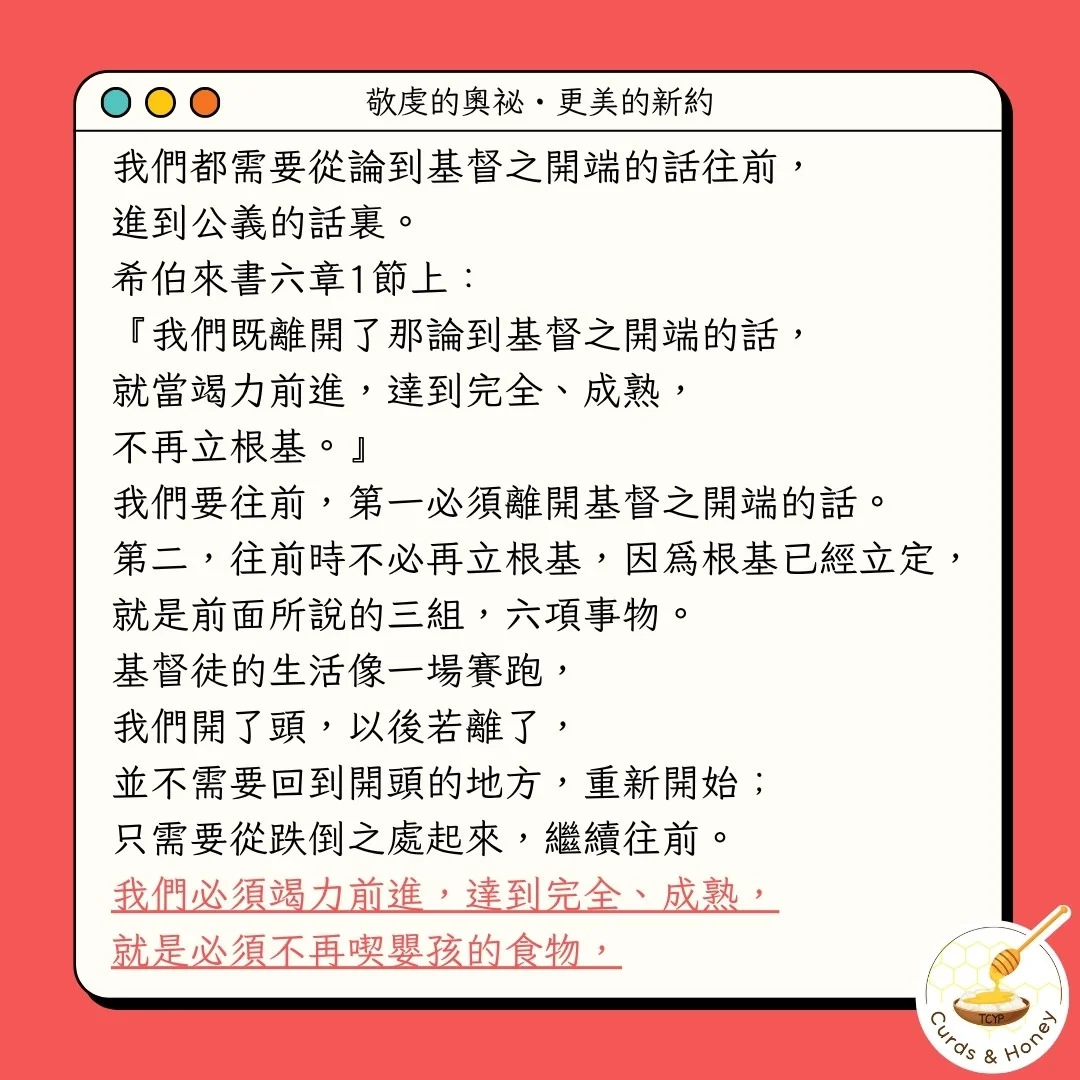 敬虔的奧祕•更美的新約
我們都需要從論到基督之開端的話往前，
進到公義的話裏。
希伯來書六章1節上：
『我們既離開了那論到基督之開端的話，
就當竭力前進，達到完全、成熟，
不再立根基。』
我們要往前，第一必須離開基督之開端的話。
第二，往前時不必再立根基，因爲根基已經立定，
就是前面所說的三組，六項事物。
基督徒的生活像一場賽跑，
我們開了頭，以後若離了，
並不需要回到開頭的地方，重新開始；
只需要從跌倒之處起來，繼續往前。
我們必須竭力前進，達到完全、成熟，
就是必須不再喫嬰孩的食物，
TCYP
Curds & Honey